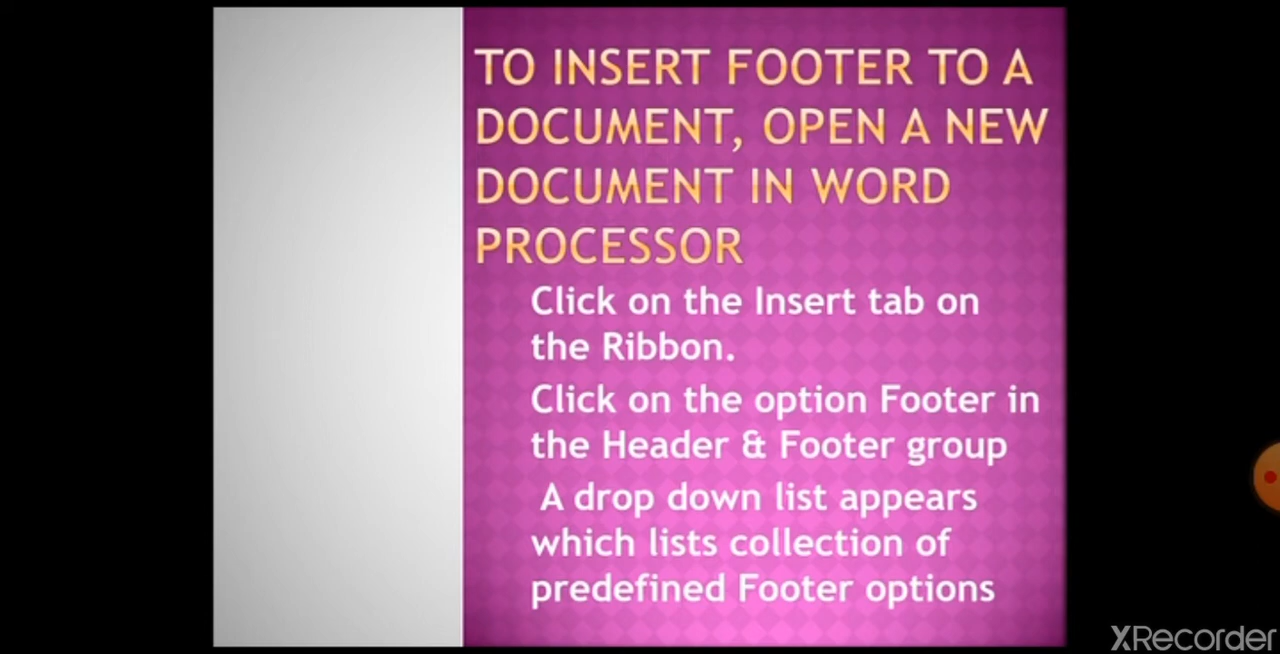 TO INSERT FOOTER TO A
DOCUMENT, OPEN A NEW
DOCUMENT IN WORD
PROCESSOR
Click on the Insert tab on
the Ribbon.
Click on the option Footer in
the Header & Footer group
A drop down list appears
which lists collection of
predefined Footer options
XRecorder